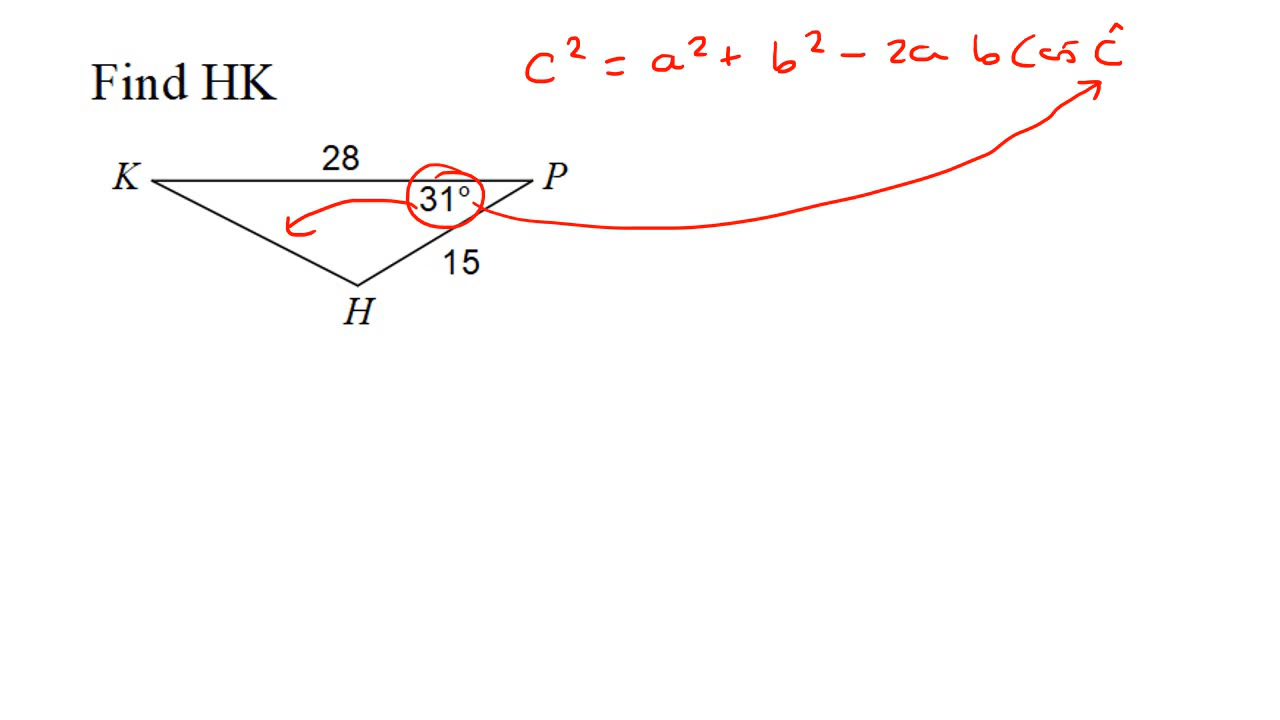 c² = a² + b² - 2ab Cos Ĉ
Find HK
28
K
31°
P
15
H